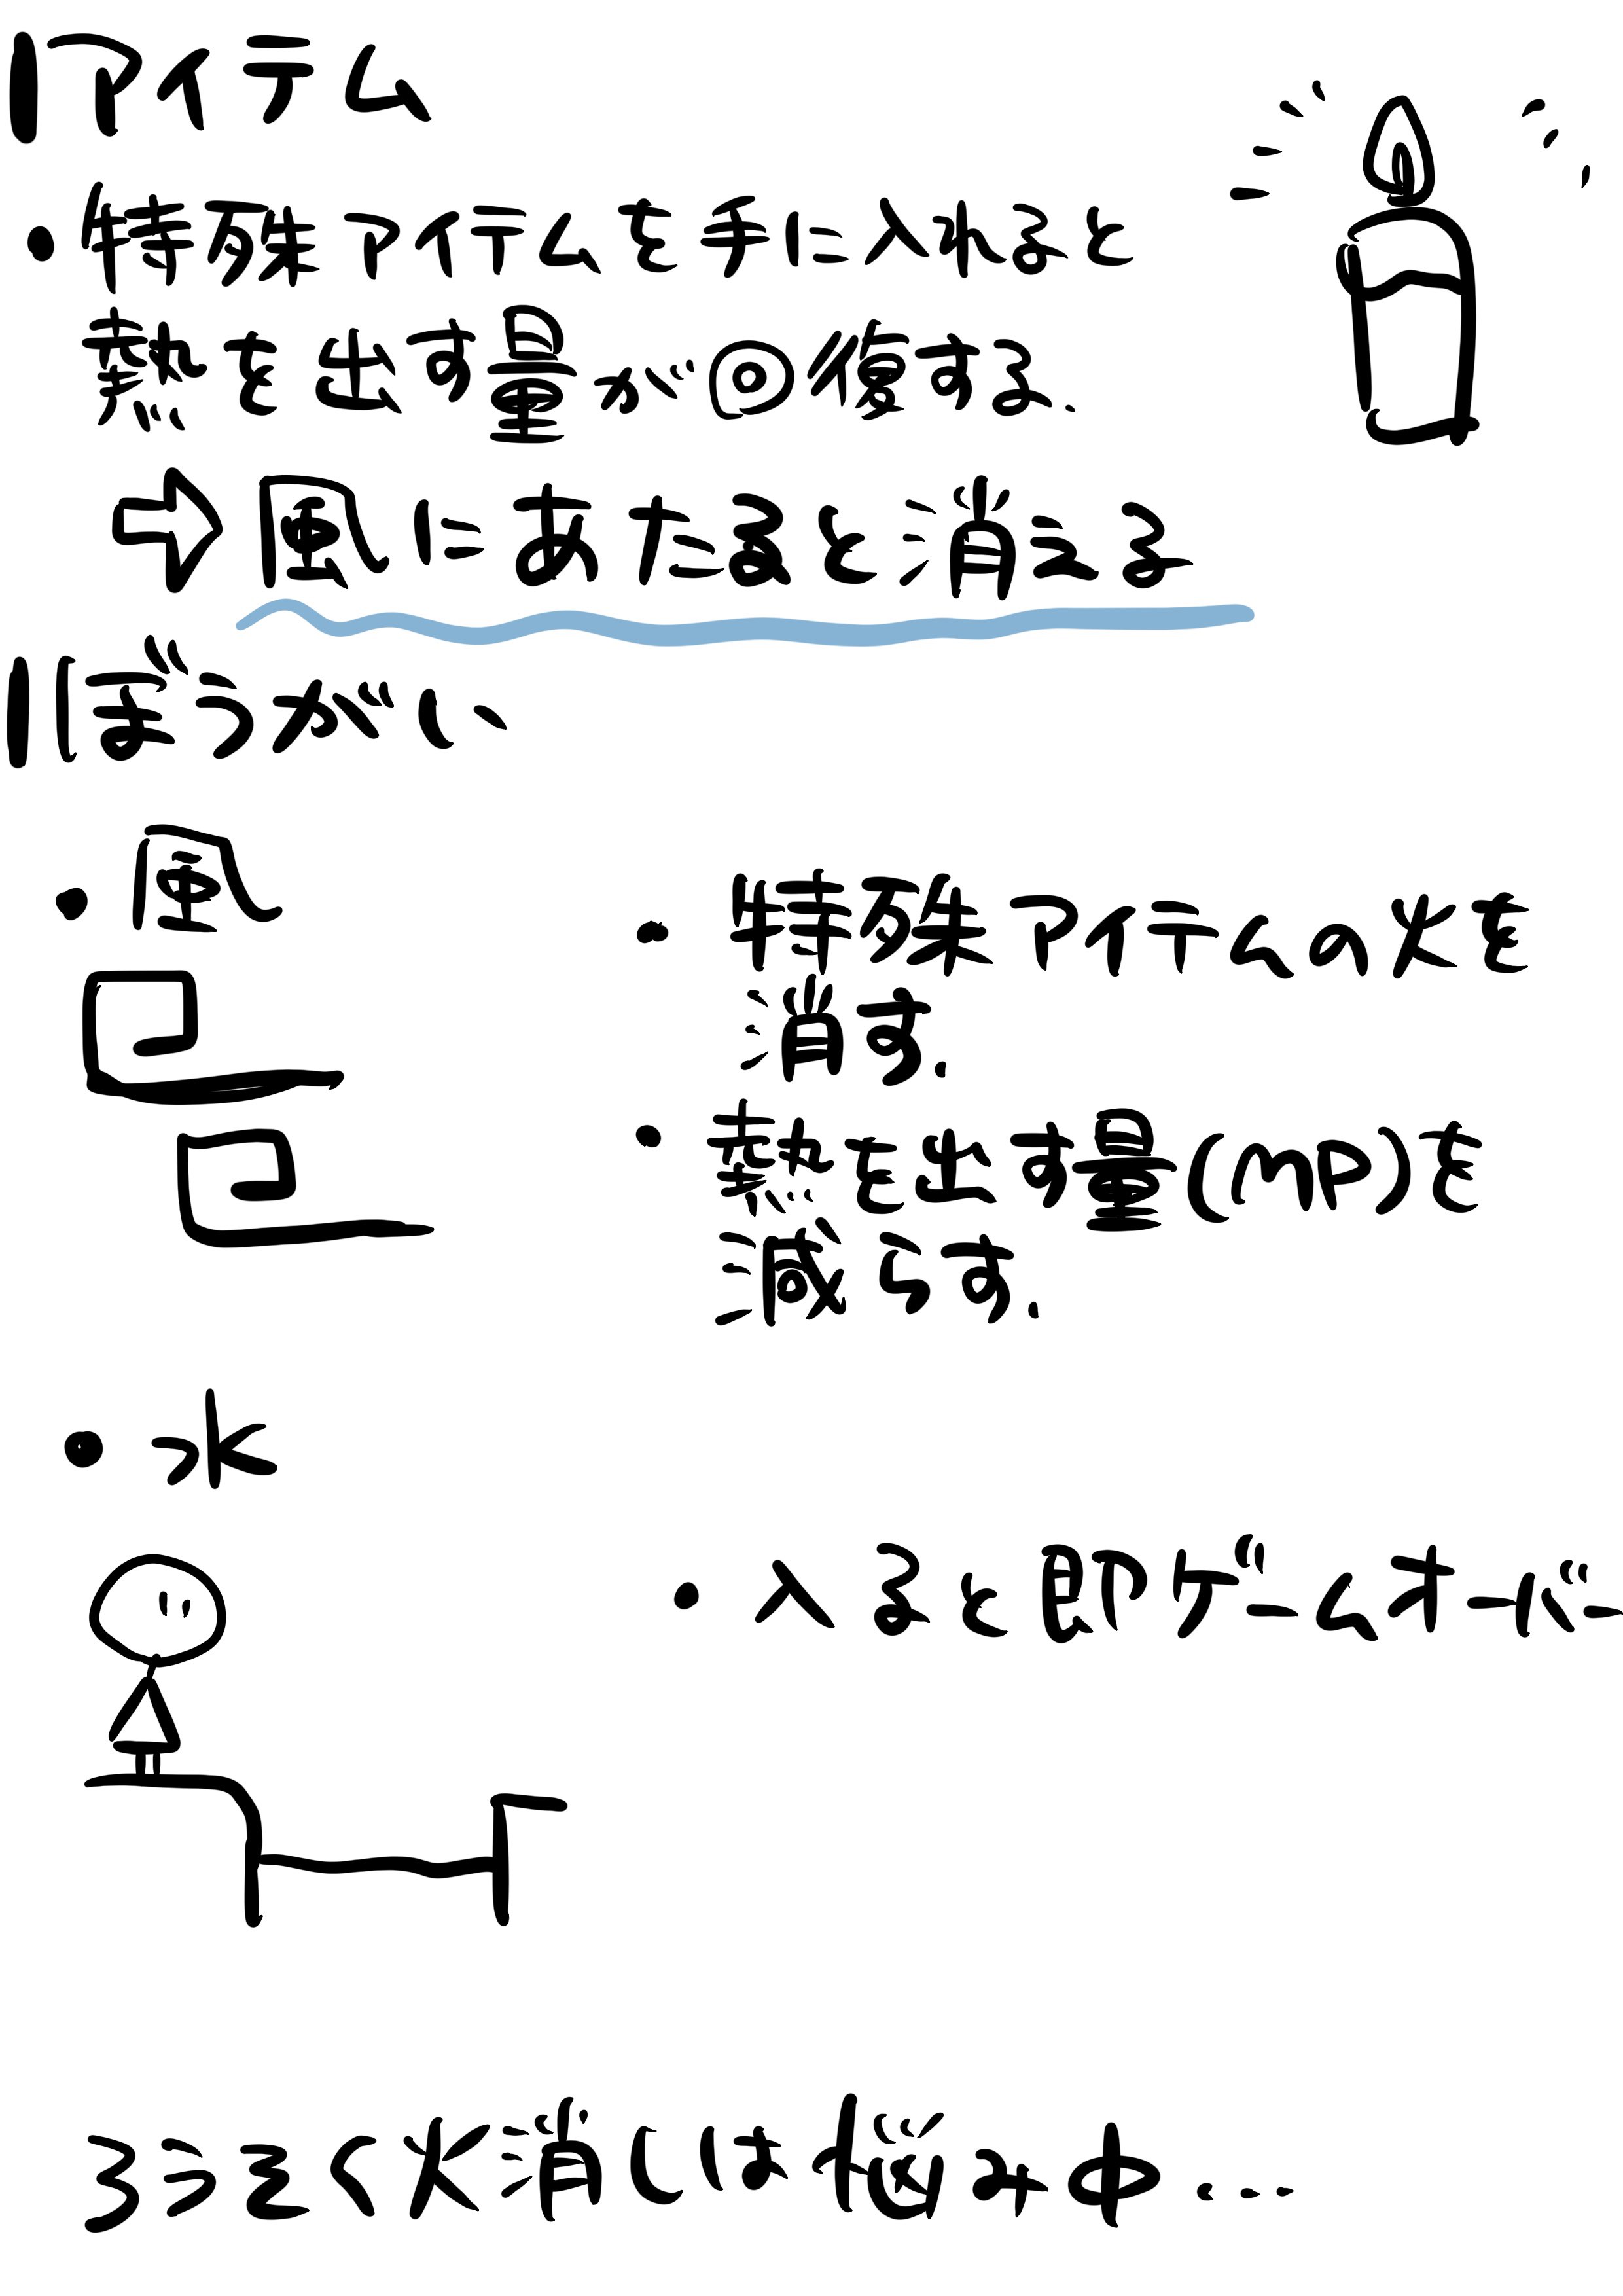 アイテム
・特殊アイテムを手に入れると
熱を出す量が回復する.
⇨風にあたると消える
ぼうがい
・風
・特殊アイテムの火を
消す.
・熱を出す量(MP)を
減らす.
・水
・入ると即ゲームオーバー
ろうそく火消しは悩み中...